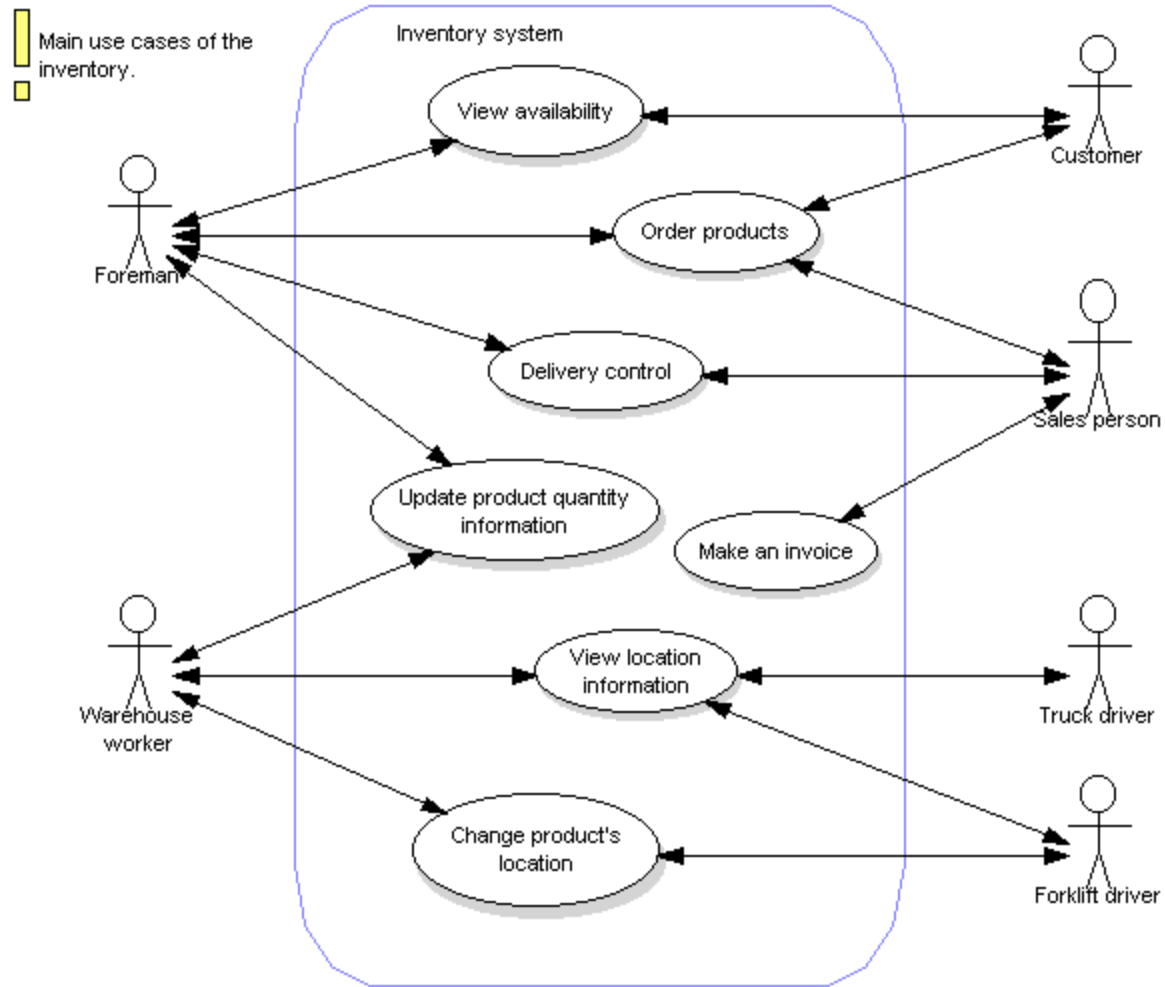 Main use cases of the
inventory.
Inventory system
View availability
Customer
Order products
Foreman
Delivery control
Sales person
Update product quantity
information
Make an invoice
View location
information
Warehouse
worker
Truck driver
Change product's
location
Forklift driver